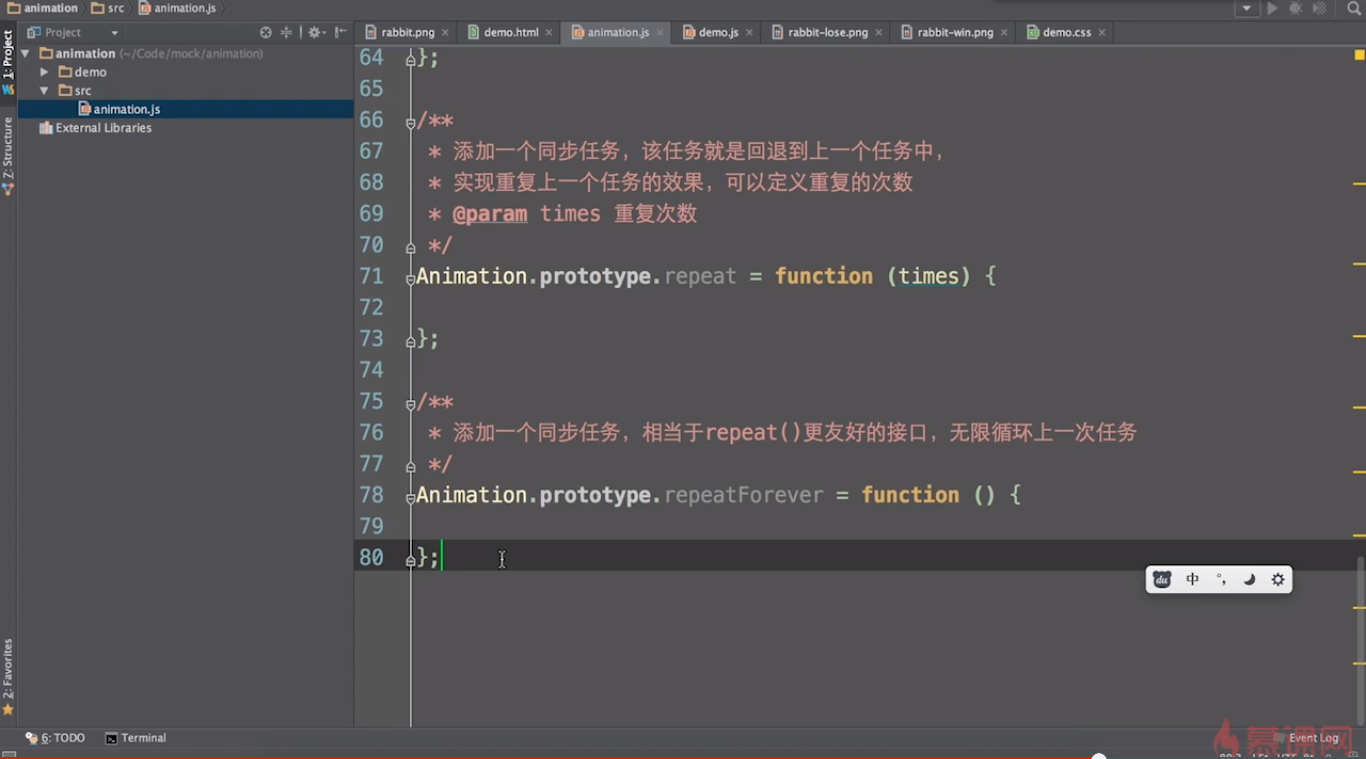 animation src animation.js
Project
rabbit.png demo.html animation.js demo.js rabbit-lose.png rabbit-win.png demo.css
1: Project
Z: Structure
2: Favorites
animation (~/Code/mock/animation)
demo
src
animation.js
External Libraries
64 };
65
66 /**
67 * 添加一个同步任务，该任务就是回退到上一个任务中，
68 * 实现重复上一个任务的效果，可以定义重复的次数
69 * @param times 重复次数
70 */
71 Animation.prototype.repeat = function (times) {
72
73 };
74
75 /**
76 * 添加一个同步任务，相当于repeat()更友好的接口，无限循环上一次任务
77 */
78 Animation.prototype.repeatForever = function () {
79
80 };
du 中 °,
6: TODO Terminal
Event Log
慕课网